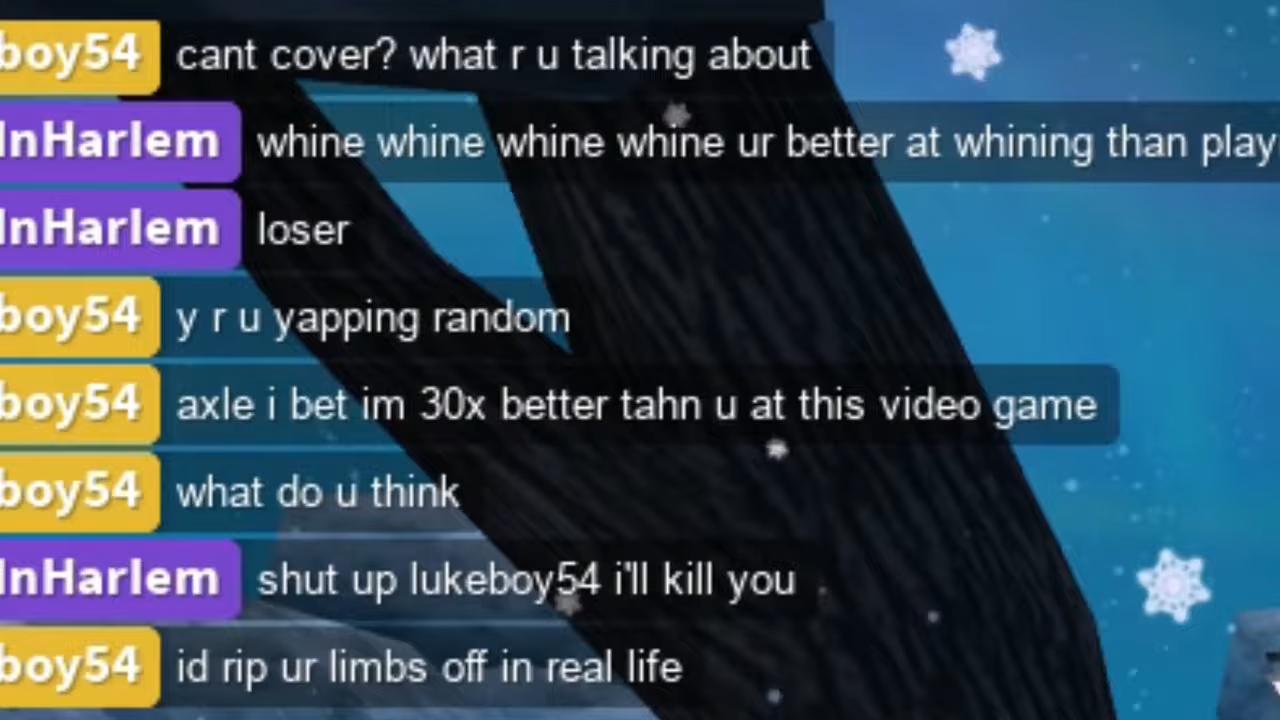 boy54 cant cover? what r u talking about
InHarlem whine whine whine whine ur better at whining than play
InHarlem loser
boy54 y r u yapping random
boy54 axle i bet im 30x better tahn u at this video game
boy54 what do u think
InHarlem shut up lukeboy54 i'll kill you
boy54 id rip ur limbs off in real life